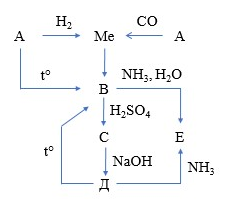 А H₂ Me CO А
t° В NH₃, H₂O
H₂SO₄
С Е
t° NaOH NH₃
Д